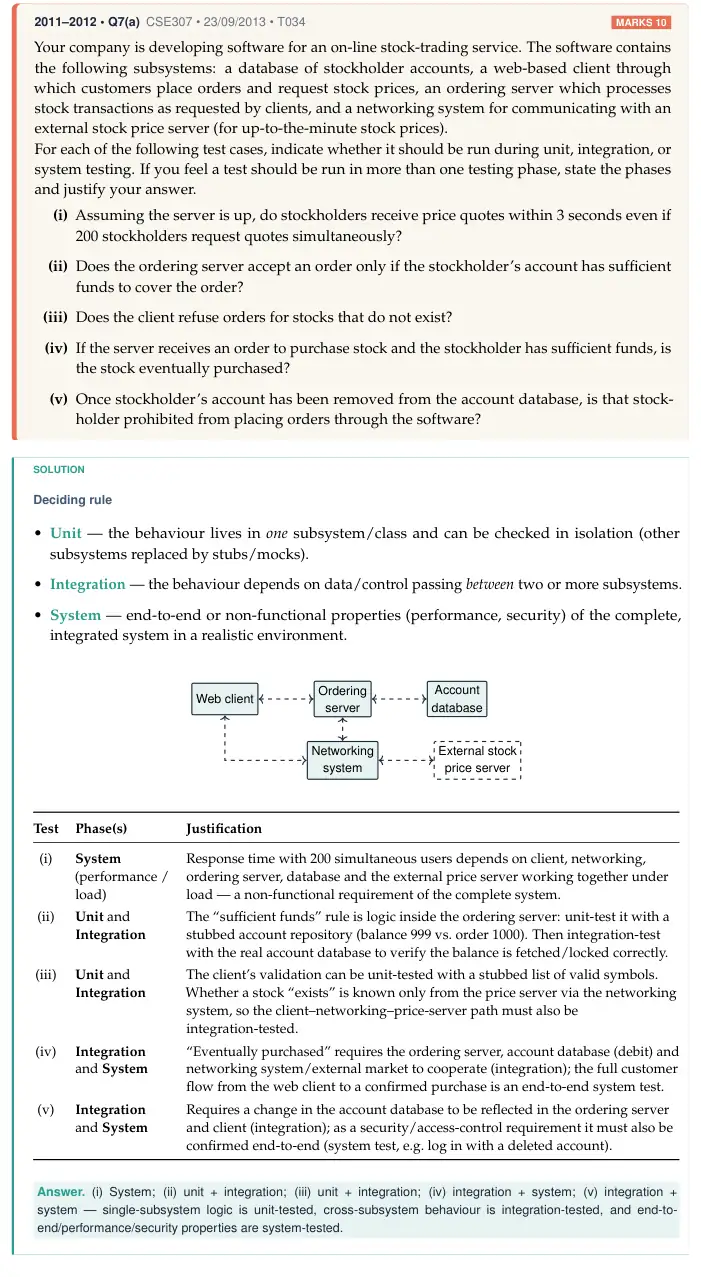 2011–2012 • Q7(a) CSE307 • 23/09/2013 • T034 MARKS 10
Your company is developing software for an on-line stock-trading service. The software contains
the following subsystems: a database of stockholder accounts, a web-based client through
which customers place orders and request stock prices, an ordering server which processes
stock transactions as requested by clients, and a networking system for communicating with an
external stock price server (for up-to-the-minute stock prices).
For each of the following test cases, indicate whether it should be run during unit, integration, or
system testing. If you feel a test should be run in more than one testing phase, state the phases
and justify your answer.
(i) Assuming the server is up, do stockholders receive price quotes within 3 seconds even if
200 stockholders request quotes simultaneously?
(ii) Does the ordering server accept an order only if the stockholder's account has sufficient
funds to cover the order?
(iii) Does the client refuse orders for stocks that do not exist?
(iv) If the server receives an order to purchase stock and the stockholder has sufficient funds, is
the stock eventually purchased?
(v) Once stockholder's account has been removed from the account database, is that stock-
holder prohibited from placing orders through the software?
SOLUTION
Deciding rule
• Unit — the behaviour lives in one subsystem/class and can be checked in isolation (other
subsystems replaced by stubs/mocks).
• Integration — the behaviour depends on data/control passing between two or more subsystems.
• System — end-to-end or non-functional properties (performance, security) of the complete,
integrated system in a realistic environment.
Web client
Ordering
server
Account
database
Networking
system
External stock
price server
Test Phase(s) Justification
(i) System Response time with 200 simultaneous users depends on client, networking,
(performance / ordering server, database and the external price server working together under
load) load — a non-functional requirement of the complete system.
(ii) Unit and The “sufficient funds” rule is logic inside the ordering server: unit-test it with a
Integration stubbed account repository (balance 999 vs. order 1000). Then integration-test
with the real account database to verify the balance is fetched/locked correctly.
(iii) Unit and The client's validation can be unit-tested with a stubbed list of valid symbols.
Integration Whether a stock “exists” is known only from the price server via the networking
system, so the client–networking–price-server path must also be
integration-tested.
(iv) Integration “Eventually purchased” requires the ordering server, account database (debit) and
and System networking system/external market to cooperate (integration); the full customer
flow from the web client to a confirmed purchase is an end-to-end system test.
(v) Integration Requires a change in the account database to be reflected in the ordering server
and System and client (integration); as a security/access-control requirement it must also be
confirmed end-to-end (system test, e.g. log in with a deleted account).
Answer. (i) System; (ii) unit + integration; (iii) unit + integration; (iv) integration + system; (v) integration +
system — single-subsystem logic is unit-tested, cross-subsystem behaviour is integration-tested, and end-to-
end/performance/security properties are system-tested.